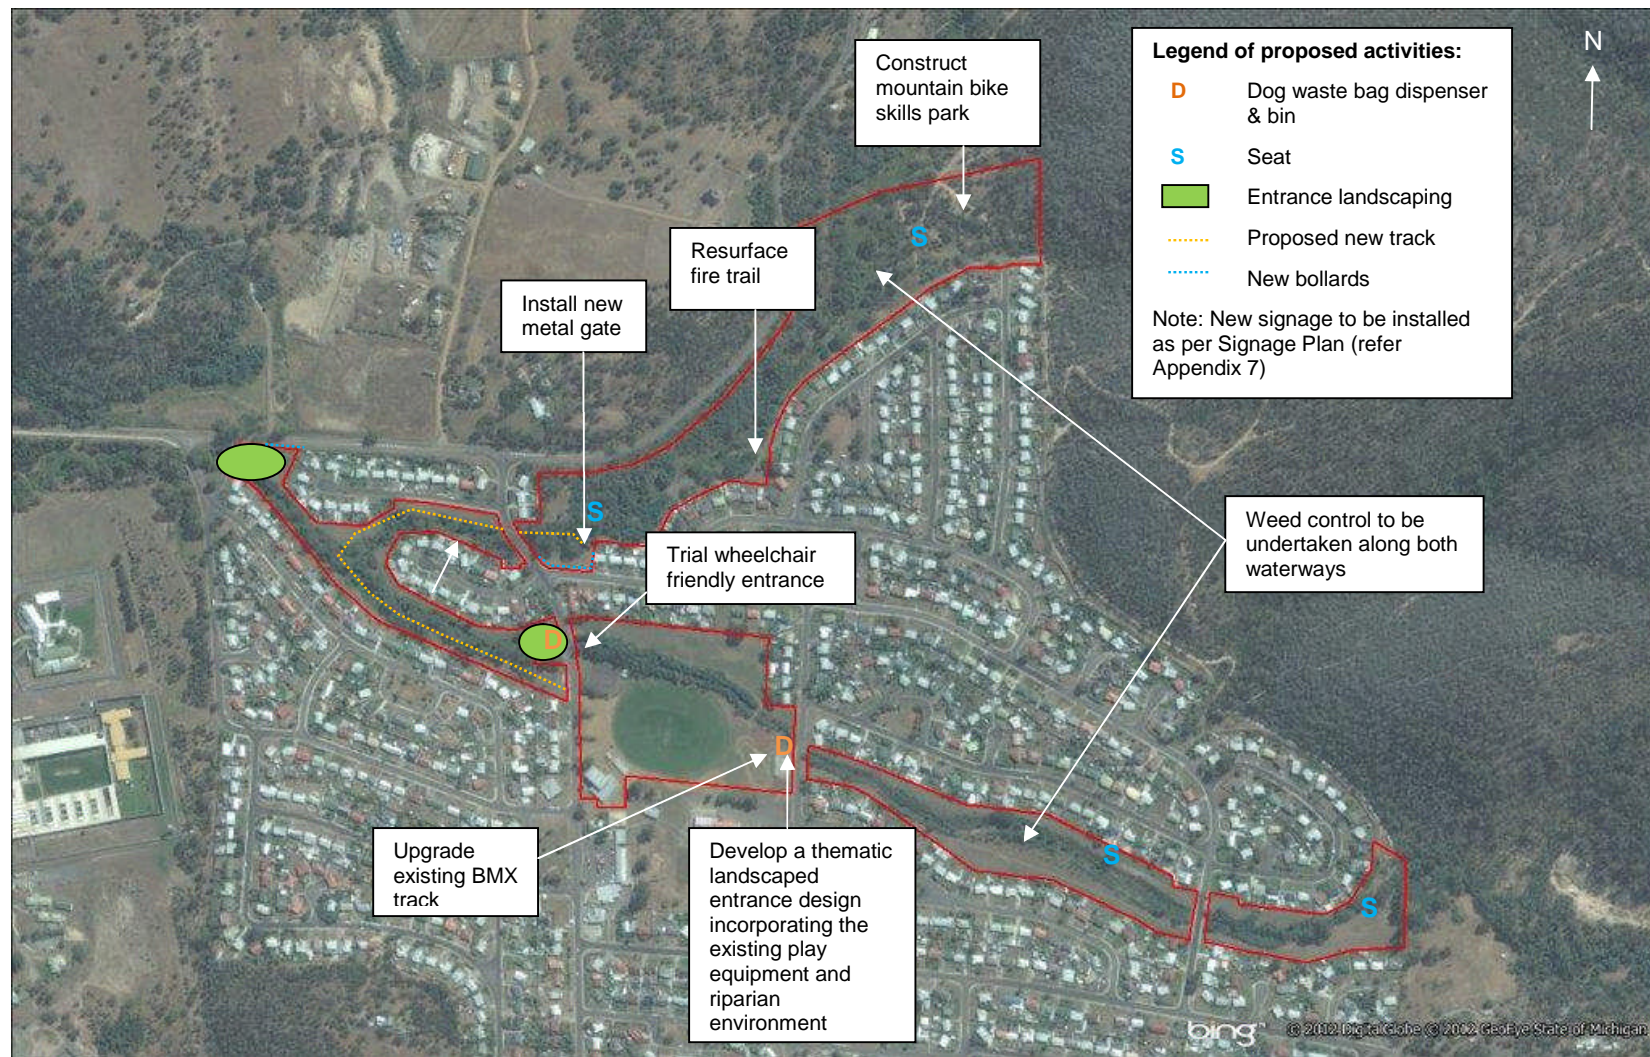 Construct
mountain bike
skills park
Legend of proposed activities:
D Dog waste bag dispenser
& bin
S Seat
Entrance landscaping
Proposed new track
New bollards
Note: New signage to be installed
as per Signage Plan (refer
Appendix 7)
N
Resurface
fire trail
Install new
metal gate
S
S
Trial wheelchair
friendly entrance
Weed control to be
undertaken along both
waterways
D
D
S
S
Upgrade
existing BMX
track
Develop a thematic
landscaped
entrance design
incorporating the
existing play
equipment and
riparian
environment
bing™
© 2012 DigitalGlobe © 2012 GeoEye State of Michigan